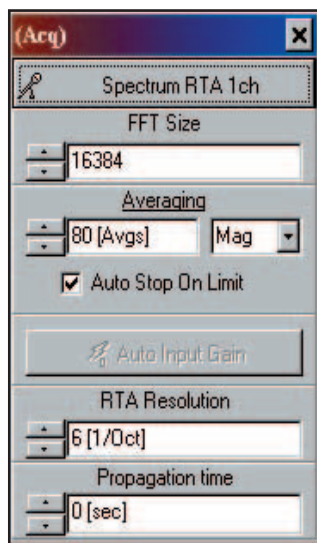 (Acq)
Spectrum RTA 1ch
FFT Size
16384
Averaging
80 [Avgs] Mag
Auto Stop On Limit
Auto Input Gain
RTA Resolution
6 [1/Oct]
Propagation time
0 [sec]